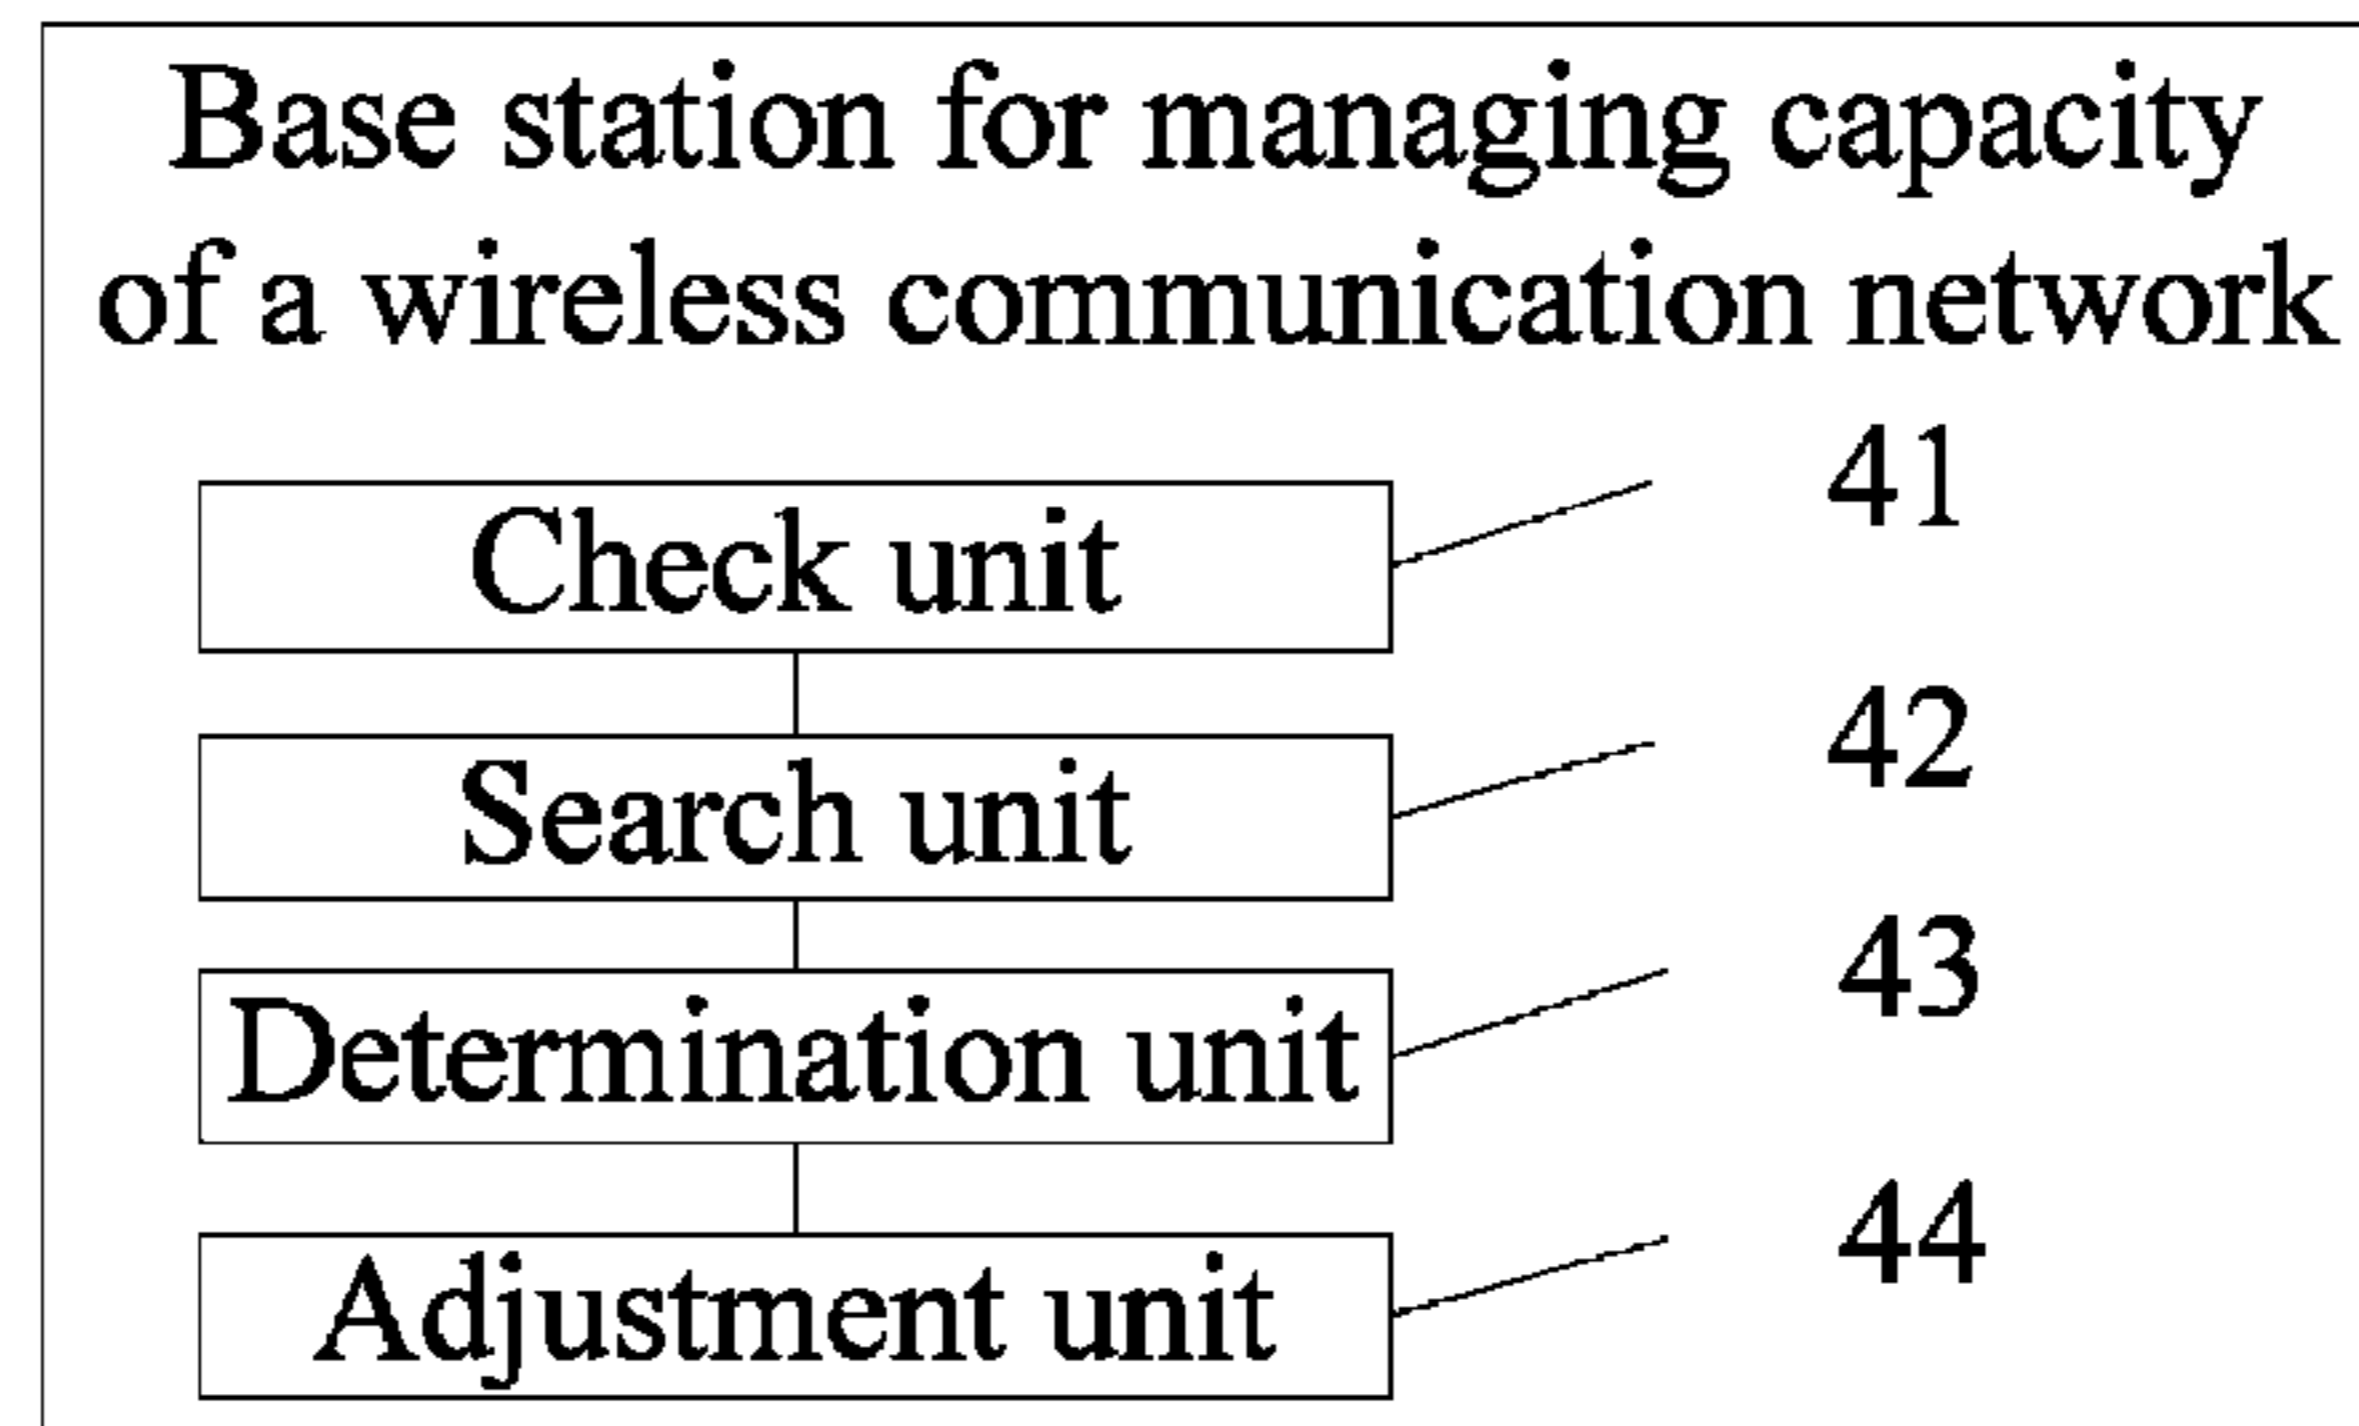 Base station for managing capacity
of a wireless communication network
41
Check unit
42
Search unit
43
Determination unit
44
Adjustment unit